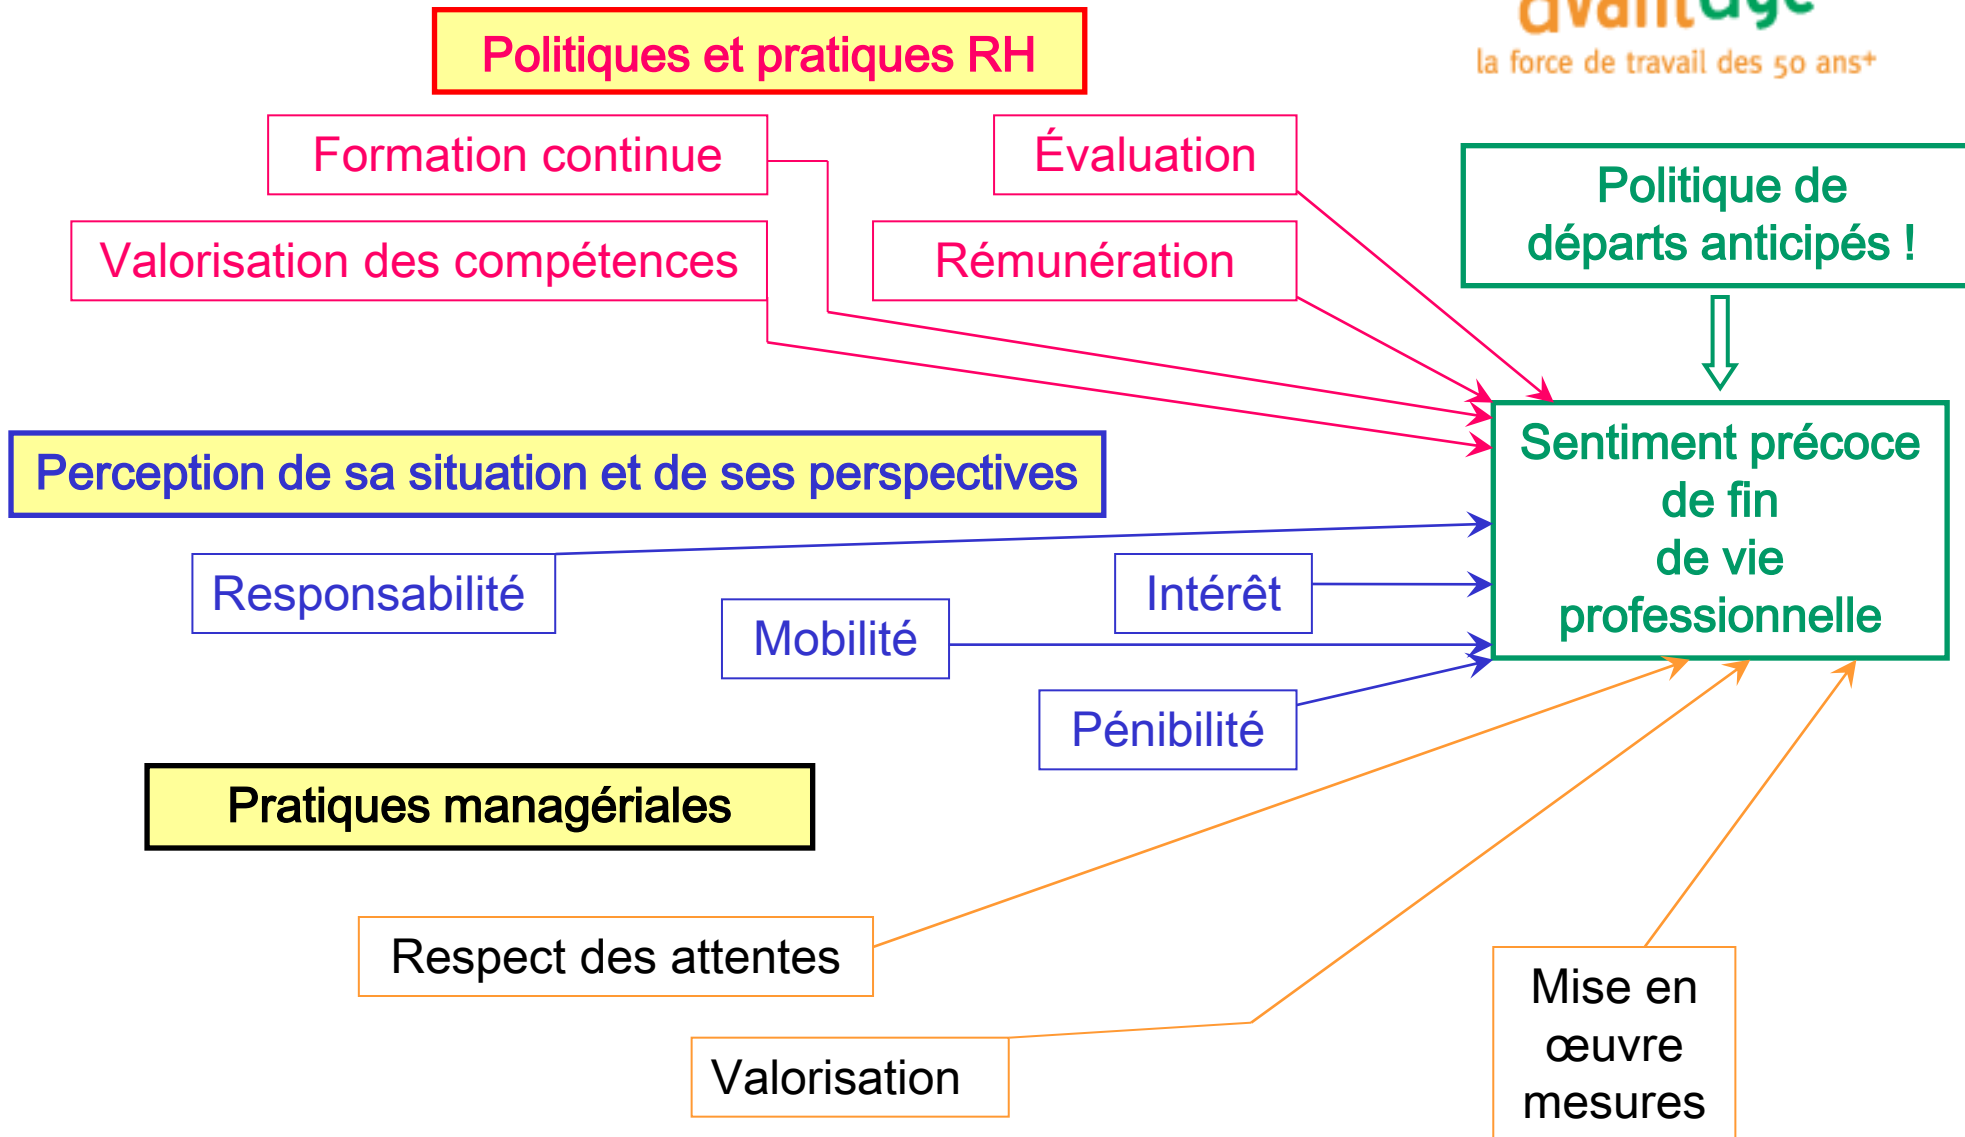 avantage
la force de travail des 50 ans+
Politiques et pratiques RH
Formation continue
Évaluation
Valorisation des compétences
Rémunération
Politique de
départs anticipés !
Perception de sa situation et de ses perspectives
Sentiment précoce
de fin
de vie
professionnelle
Responsabilité
Intérêt
Mobilité
Pénibilité
Pratiques managériales
Respect des attentes
Valorisation
Mise en
œuvre
mesures